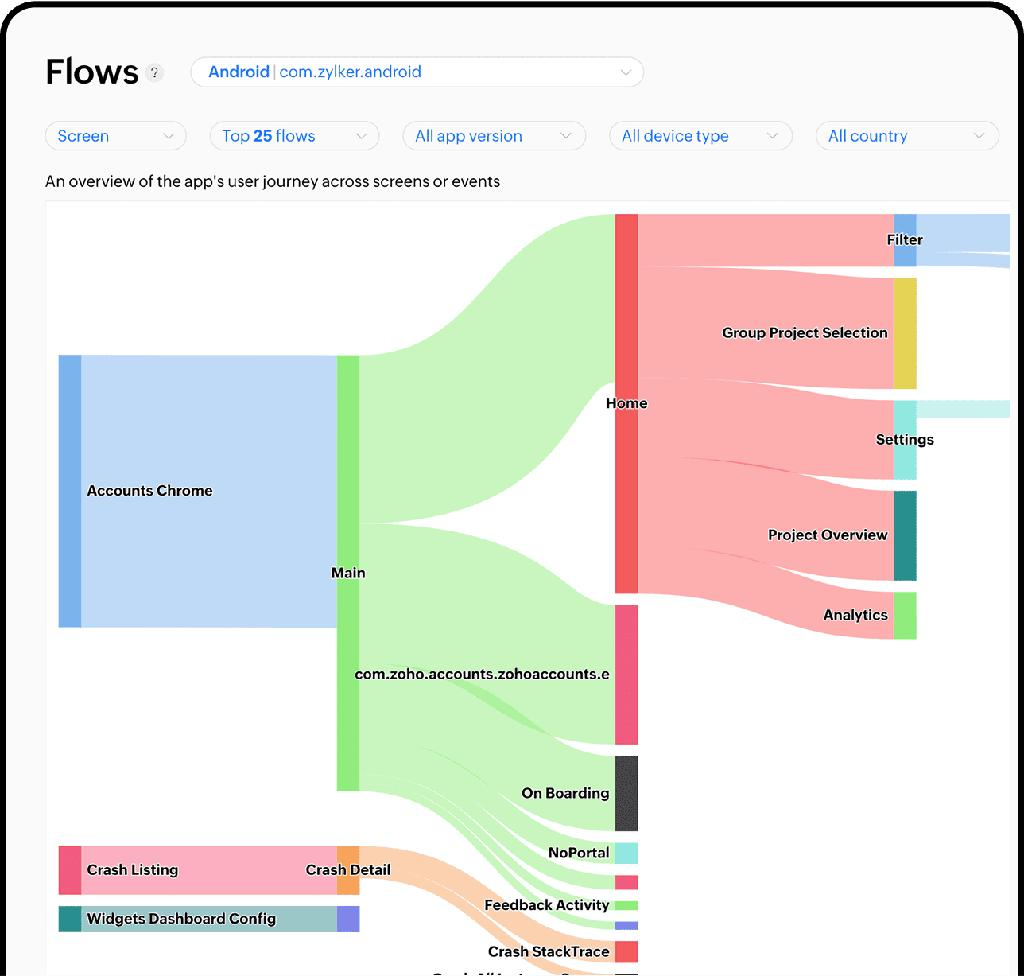 Flows ?
Android | com.zylker.android
Screen
Top 25 flows
All app version
All device type
All country
An overview of the app's user journey across screens or events
Filter
Group Project Selection
Home
Settings
Accounts Chrome
Project Overview
Main
Analytics
com.zoho.accounts.zohoaccounts.e
On Boarding
NoPortal
Crash Listing
Crash Detail
Feedback Activity
Widgets Dashboard Config
Crash StackTrace